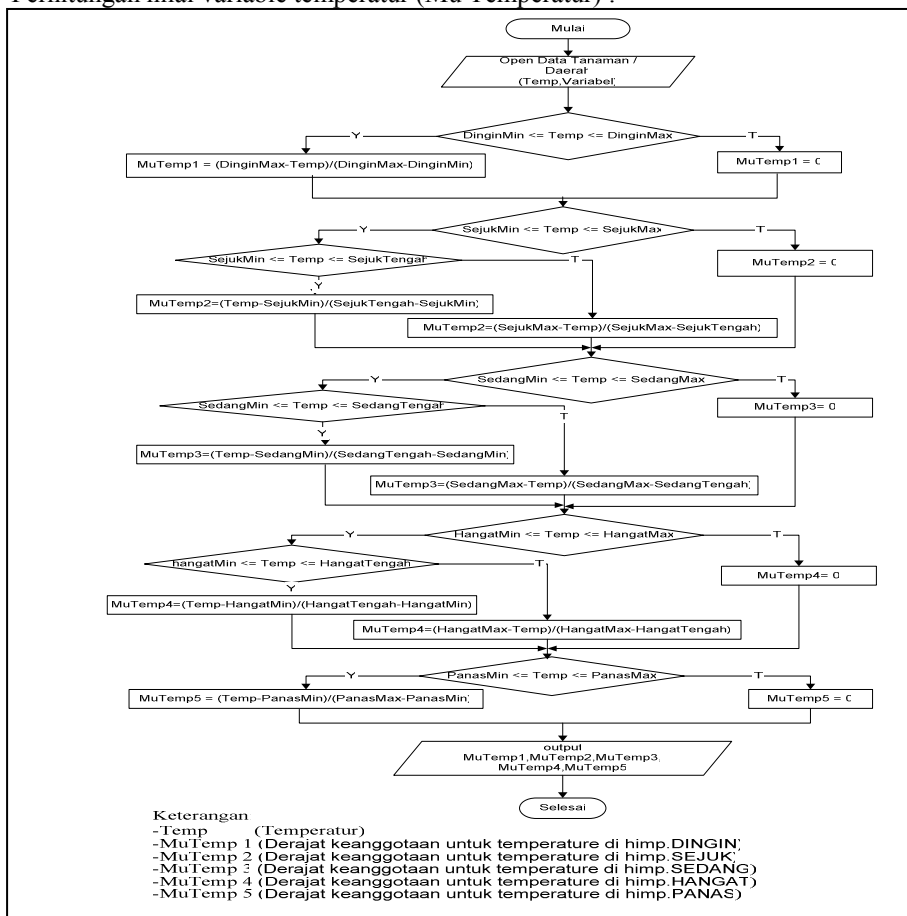 Perhitungan nilai variable temperatur (Mu Temperatur) :
Mulai
Open Data Tanaman /
Daerah
(Temp,Variabel)
DinginMin <= Temp <= DinginMax
Y
T
MuTemp1 = (DinginMax-Temp)/(DinginMax-DinginMin)
MuTemp1 = 0
SejukMin <= Temp <= SejukMax
Y
T
SejukMin <= Temp <= SejukTengah
T
MuTemp2 = 0
Y
MuTemp2=(Temp-SejukMin)/(SejukTengah-SejukMin)
MuTemp2=(SejukMax-Temp)/(SejukMax-SejukTengah)
SedangMin <= Temp <= SedangMax
Y
T
SedangMin <= Temp <= SedangTengah
T
MuTemp3= 0
Y
MuTemp3=(Temp-SedangMin)/(SedangTengah-SedangMin)
MuTemp3=(SedangMax-Temp)/(SedangMax-SedangTengah)
HangatMin <= Temp <= HangatMax
Y
T
hangatMin <= Temp <= HangatTengah
T
MuTemp4= 0
Y
MuTemp4=(Temp-HangatMin)/(HangatTengah-HangatMin)
MuTemp4=(HangatMax-Temp)/(HangatMax-HangatTengah)
PanasMin <= Temp <= PanasMax
Y
T
MuTemp5 = (Temp-PanasMin)/(PanasMax-PanasMin)
MuTemp5 = 0
output
MuTemp1,MuTemp2,MuTemp3,
MuTemp4,MuTemp5
Selesai
Keterangan
-Temp (Temperatur)
-MuTemp 1 (Derajat keanggotaan untuk temperature di himp.DINGIN)
-MuTemp 2 (Derajat keanggotaan untuk temperature di himp.SEJUK)
-MuTemp 3 (Derajat keanggotaan untuk temperature di himp.SEDANG)
-MuTemp 4 (Derajat keanggotaan untuk temperature di himp.HANGAT)
-MuTemp 5 (Derajat keanggotaan untuk temperature di himp.PANAS)